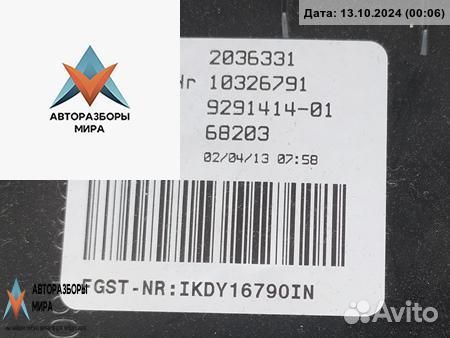 Дата: 13.10.2024 (00:06)
2036331
Nr 10326791
9291414-01
68203
02/04/13 07:58
FGST-NR:IKDY16790IN
АВТОРАЗБОРЫ
МИРА
АВТОРАЗБОРЫ
МИРА
Avito